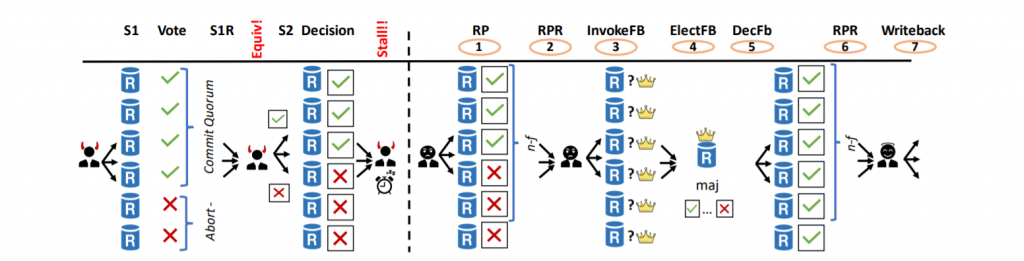 S1 Vote S1R Equiv! S2 Decision Stall!! RP RPR InvokeFB ElectFB DecFb RPR Writeback
1 2 3 4 5 6 7
Commit Quorum
Abort -
R R R R R R
R R R R R R
n-f
R R R R R R
? ? ? ? ? ?
R
maj
...
R R R R R R
n-f
zz